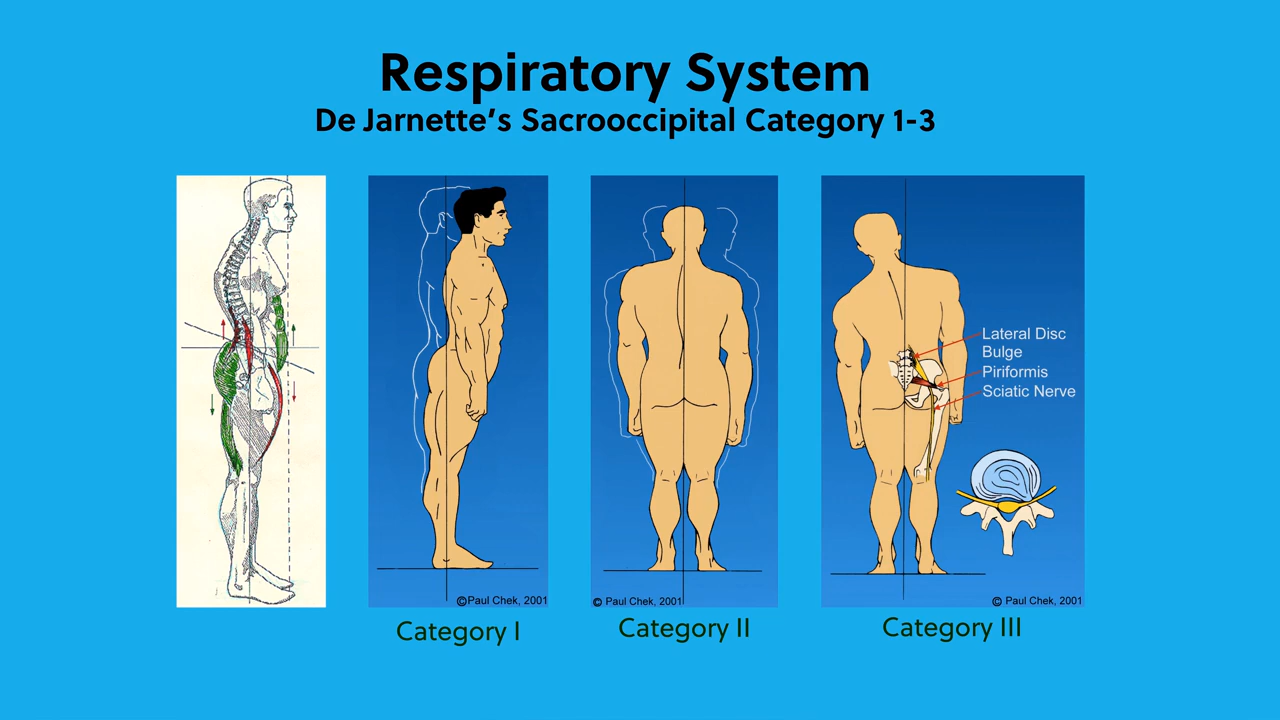 Respiratory System
De Jarnette’s Sacrooccipital Category 1-3
Lateral Disc
Bulge
Piriformis
Sciatic Nerve
©Paul Chek, 2001
© Paul Chek, 2001
© Paul Chek, 2001
Category I
Category II
Category III